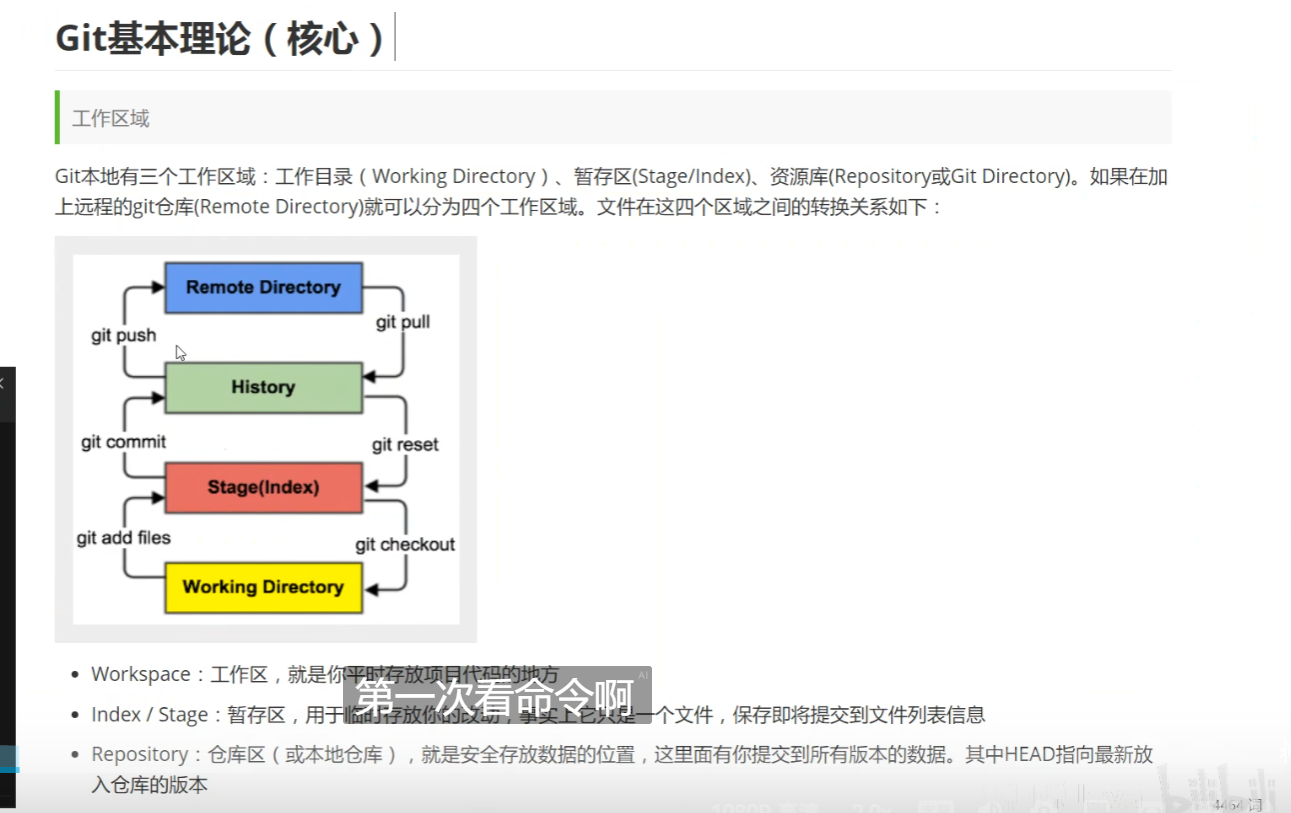 Git基本理论（核心）
工作区域
Git本地有三个工作区域：工作目录（Working Directory）、暂存区(Stage/Index)、资源库(Repository或Git Directory)。如果在加
上远程的git仓库(Remote Directory)就可以分为四个工作区域。文件在这四个区域之间的转换关系如下：
Remote Directory
git push
git pull
History
git commit
git reset
Stage(Index)
git add files
git checkout
Working Directory
Workspace：工作区，就是你平时存放项目代码的地方
第一次看命令啊
AI
Index / Stage：暂存区，用于临时存放你的改动，事实上它只是一个文件，保存即将提交到文件列表信息
Repository：仓库区（或本地仓库），就是安全存放数据的位置，这里面有你提交到所有版本的数据。其中HEAD指向最新放
入仓库的版本
bilibili
4464 词